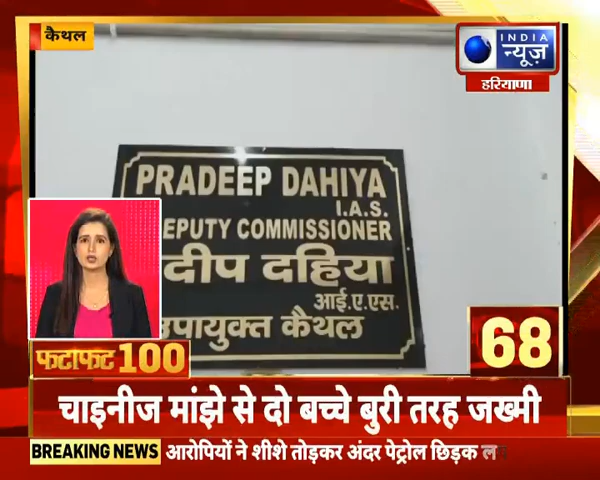 कैथल
INDIA
न्यूज़
हरियाणा
PRADEEP DAHIYA
I.A.S.
DEPUTY COMMISSIONER
दीप दहिया
आई.ए.एस.
उपायुक्त कैथल
फटाफट 100
68
चाइनीज मांझे से दो बच्चे बुरी तरह जख्मी
BREAKING NEWS
आरोपियों ने शीशे तोड़कर अंदर पेट्रोल छिड़क